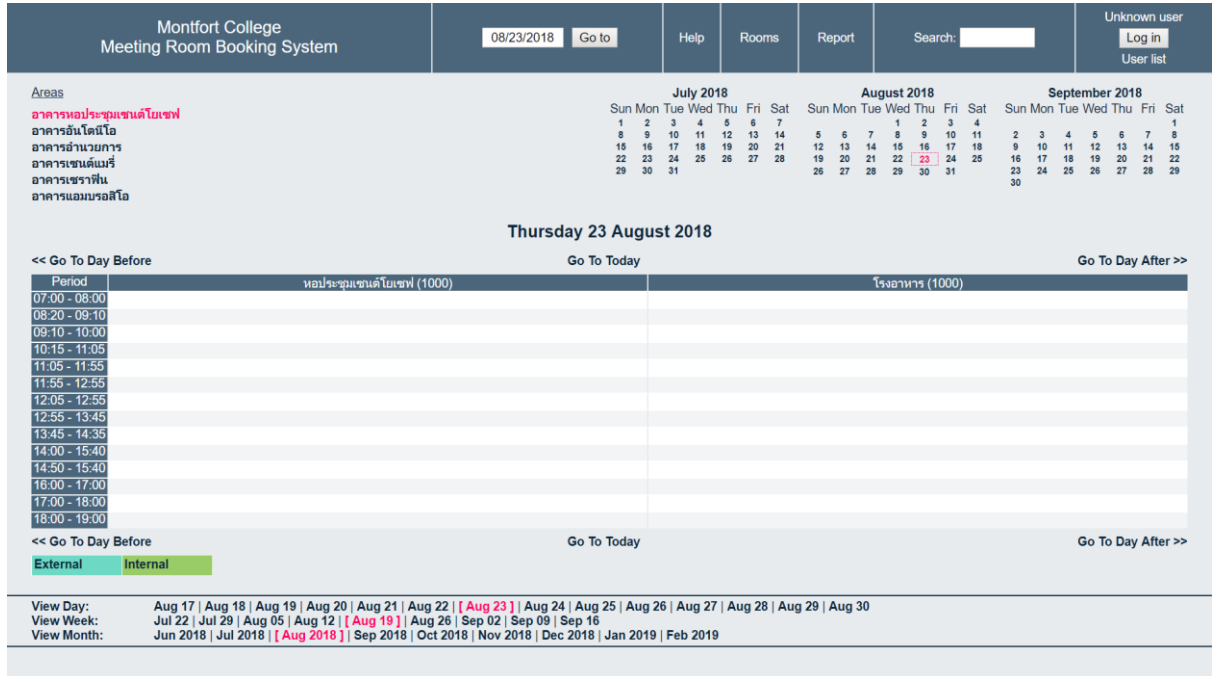 Montfort College
Meeting Room Booking System
08/23/2018 Go to
Help
Rooms
Report
Search:
Unknown user
Log in
User list
Areas
อาคารหอประชุมเซนต์โยเซฟ
อาคารอันโตนีโอ
อาคารอำนวยการ
อาคารเซนต์แมรี่
อาคารเซราฟิน
อาคารแอมบรอสิโอ
July 2018
Sun Mon Tue Wed Thu Fri Sat
1 2 3 4 5 6 7
8 9 10 11 12 13 14
15 16 17 18 19 20 21
22 23 24 25 26 27 28
29 30 31
August 2018
Sun Mon Tue Wed Thu Fri Sat
1 2 3 4
5 6 7 8 9 10 11
12 13 14 15 16 17 18
19 20 21 22 23 24 25
26 27 28 29 30 31
September 2018
Sun Mon Tue Wed Thu Fri Sat
1
2 3 4 5 6 7 8
9 10 11 12 13 14 15
16 17 18 19 20 21 22
23 24 25 26 27 28 29
30
Thursday 23 August 2018
<< Go To Day Before Go To Today Go To Day After >>
Period หอประชุมเซนต์โยเซฟ (1000) โรงอาหาร (1000)
07:00 - 08:00
08:20 - 09:10
09:10 - 10:00
10:15 - 11:05
11:05 - 11:55
11:55 - 12:55
12:05 - 12:55
12:55 - 13:45
13:45 - 14:35
14:00 - 15:40
14:50 - 15:40
16:00 - 17:00
17:00 - 18:00
18:00 - 19:00
<< Go To Day Before Go To Today Go To Day After >>
External Internal
View Day: Aug 17 | Aug 18 | Aug 19 | Aug 20 | Aug 21 | Aug 22 | [ Aug 23 ] | Aug 24 | Aug 25 | Aug 26 | Aug 27 | Aug 28 | Aug 29 | Aug 30
View Week: Jul 22 | Jul 29 | Aug 05 | Aug 12 | [ Aug 19 ] | Aug 26 | Sep 02 | Sep 09 | Sep 16
View Month: Jun 2018 | Jul 2018 | [ Aug 2018 ] | Sep 2018 | Oct 2018 | Nov 2018 | Dec 2018 | Jan 2019 | Feb 2019